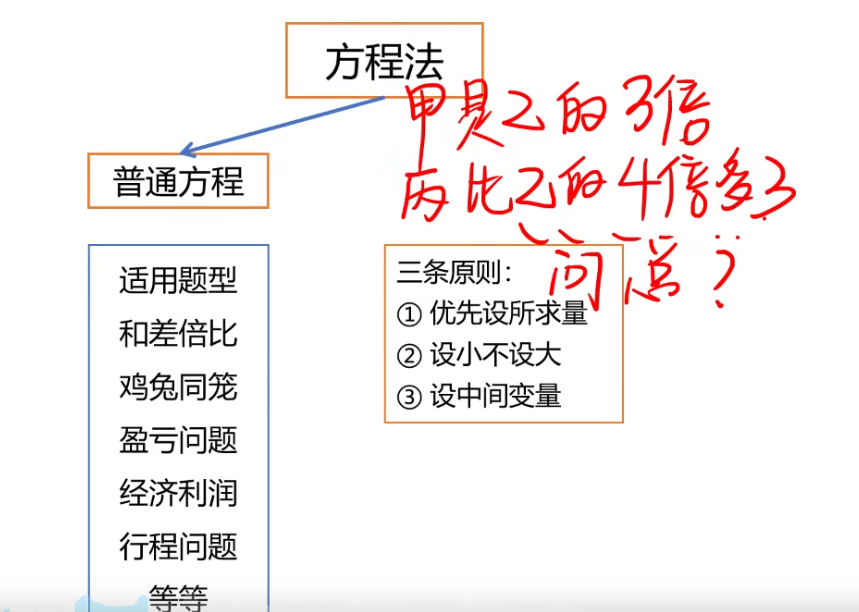 方程法
甲是乙的3倍
普通方程
丙比乙的4倍多3
问总?
适用题型
和差倍比
鸡兔同笼
盈亏问题
经济利润
行程问题
等等
三条原则:
① 优先设所求量
② 设小不设大
③ 设中间变量